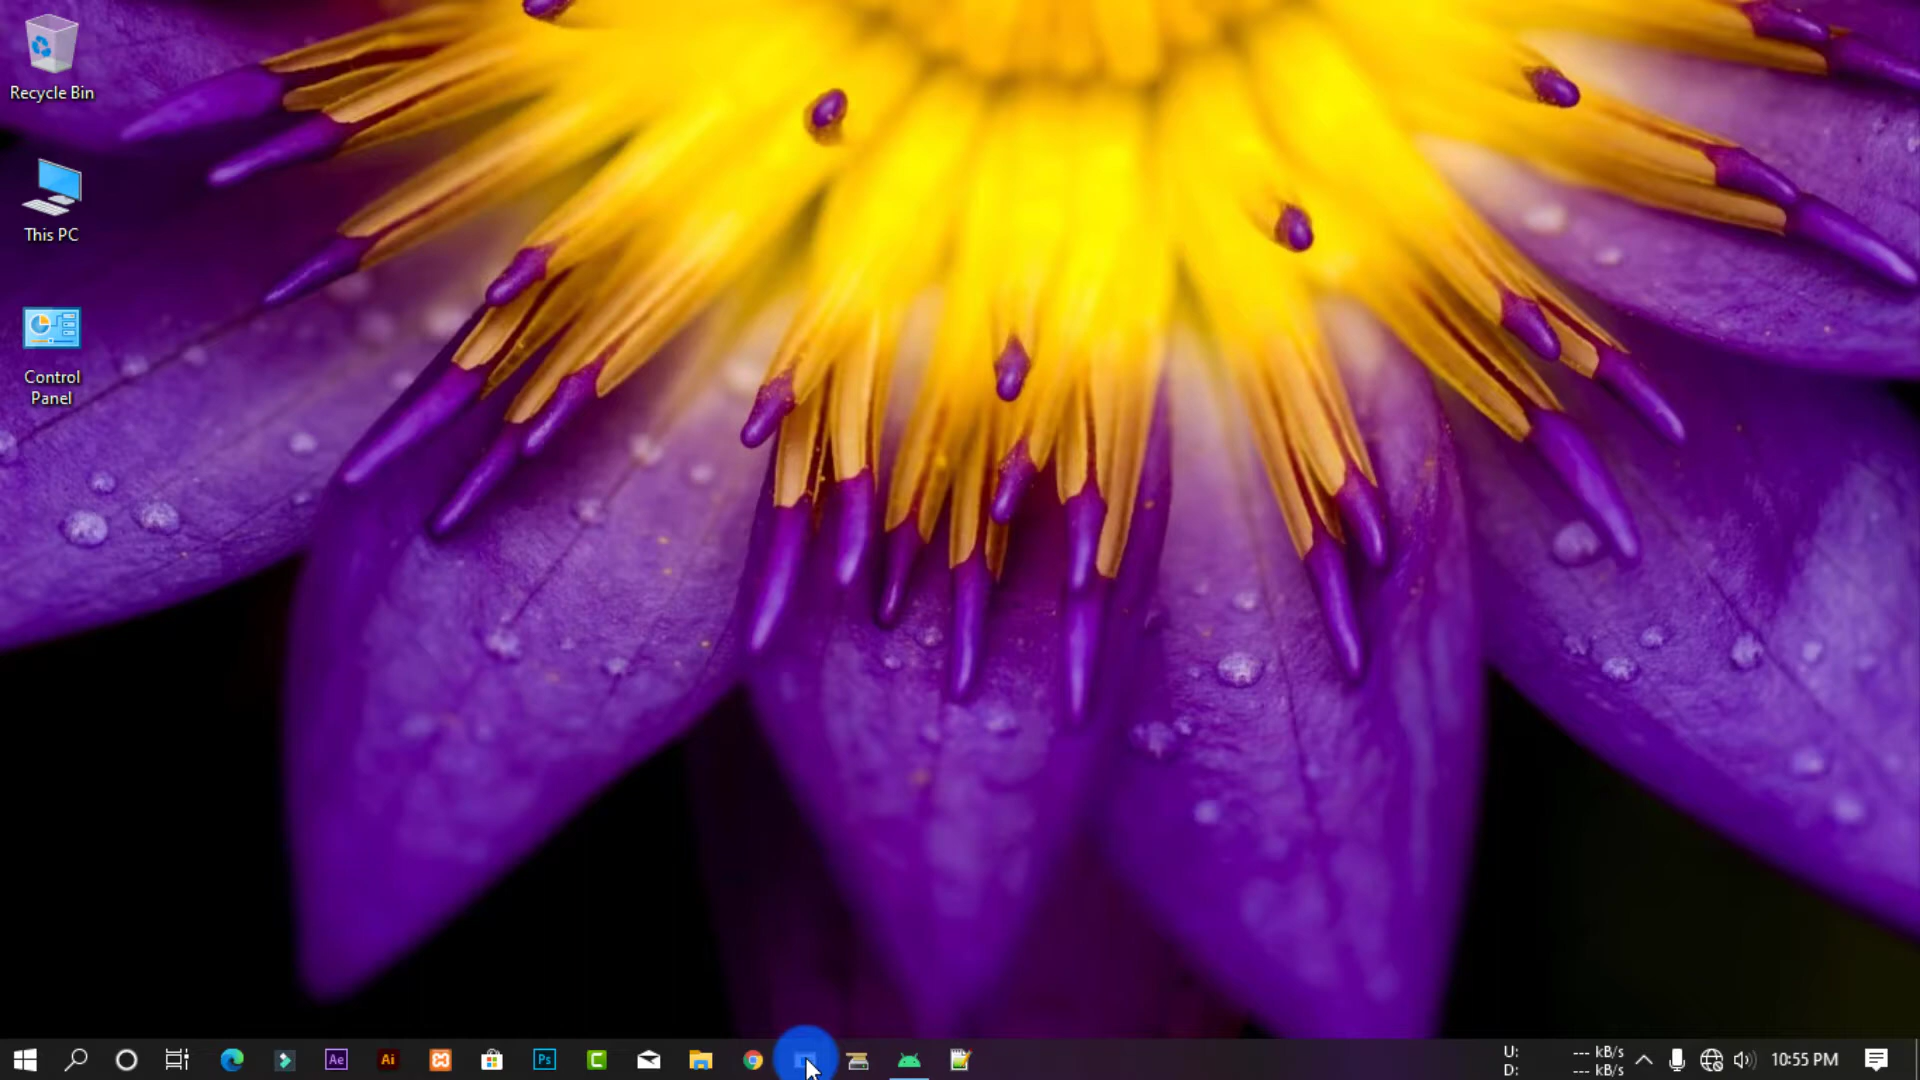 Recycle Bin
This PC
Control
Panel
Ae
Ai
Ps
C
U: --- kB/s
D: --- kB/s
10:55 PM